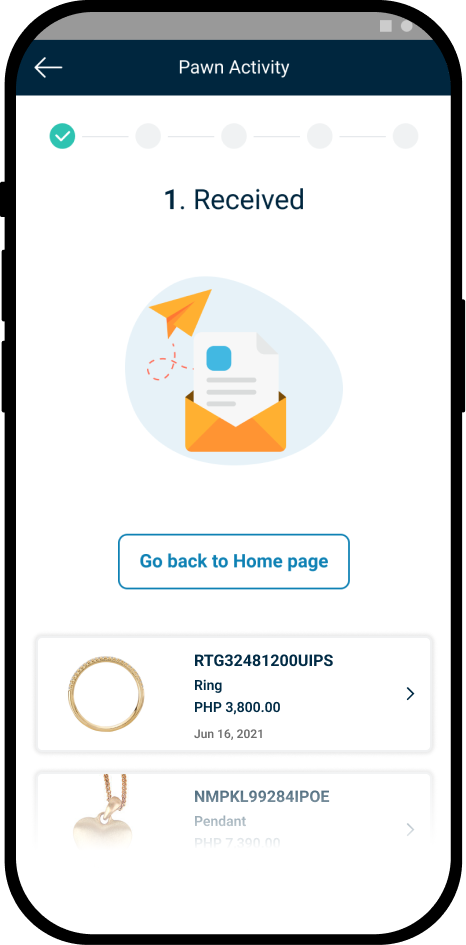 Pawn Activity
1. Received
Go back to Home page
RTG32481200UIPS
Ring
PHP 3,800.00
Jun 16, 2021
NMPKL99284IPOE
Pendant
PHP 7,390.00